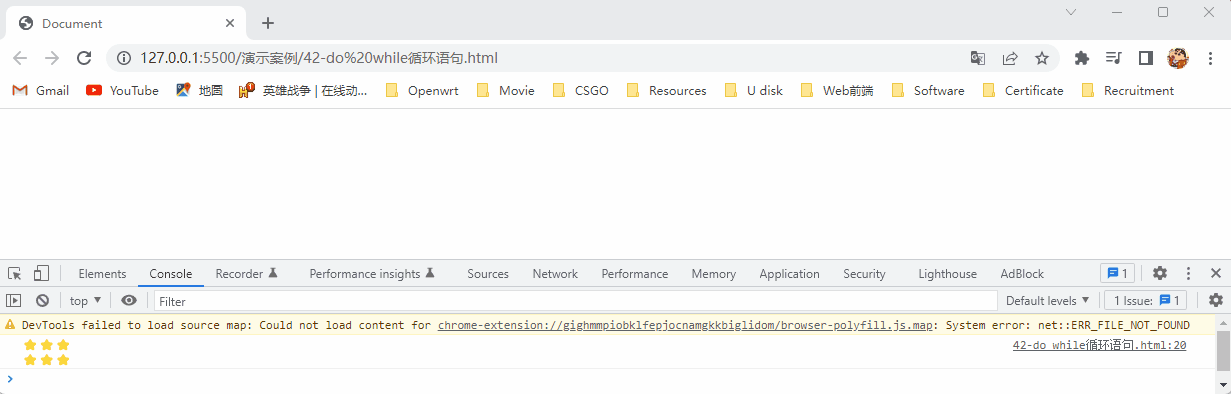 Document
127.0.0.1:5500/演示案例/42-do%20while循环语句.html
Gmail YouTube 地圖 英雄战争 | 在线动... Openwrt Movie CSGO Resources U disk Web前端 Software Certificate Recruitment
Elements Console Recorder Performance insights Sources Network Performance Memory Application Security Lighthouse AdBlock 1
top Filter Default levels 1 Issue: 1
DevTools failed to load source map: Could not load content for chrome-extension://gighmmpiobklfepjocnamgkkbiglidom/browser-polyfill.js.map: System error: net::ERR_FILE_NOT_FOUND
⭐⭐⭐ 42-do while循环语句.html:20
⭐⭐⭐